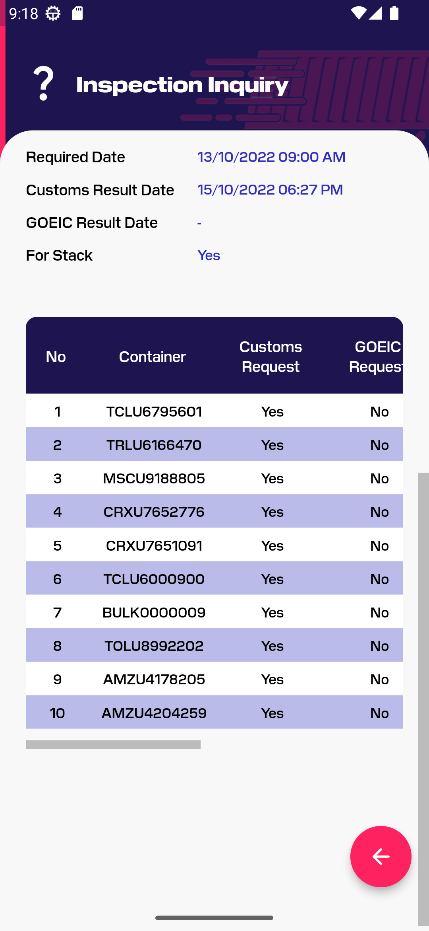 9:18
Inspection Inquiry
Required Date 13/10/2022 09:00 AM
Customs Result Date 15/10/2022 06:27 PM
GOEIC Result Date -
For Stack Yes
No Container Customs Request GOEIC Request
1 TCLU6795601 Yes No
2 TRLU6166470 Yes No
3 MSCU9188805 Yes No
4 CRXU7652776 Yes No
5 CRXU7651091 Yes No
6 TCLU6000900 Yes No
7 BULK0000009 Yes No
8 TOLU8992202 Yes No
9 AMZU4178205 Yes No
10 AMZU4204259 Yes No